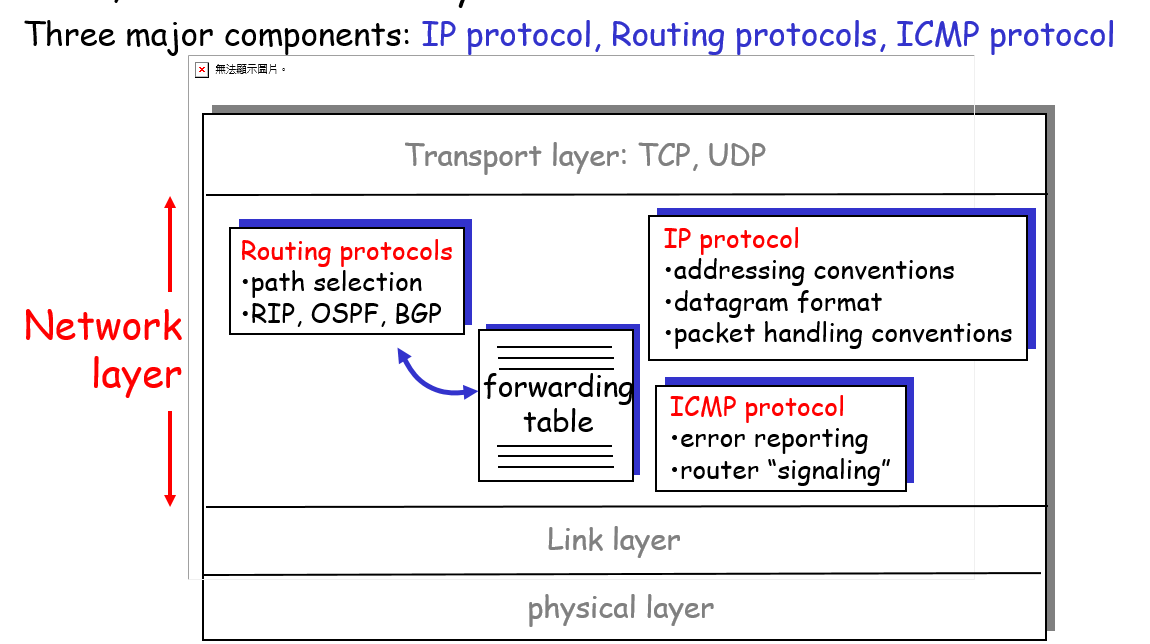 Three major components: IP protocol, Routing protocols, ICMP protocol
無法顯示圖片。
Transport layer: TCP, UDP
Routing protocols
•path selection
•RIP, OSPF, BGP
IP protocol
•addressing conventions
•datagram format
•packet handling conventions
Network
layer
forwarding
table
ICMP protocol
•error reporting
•router “signaling”
Link layer
physical layer